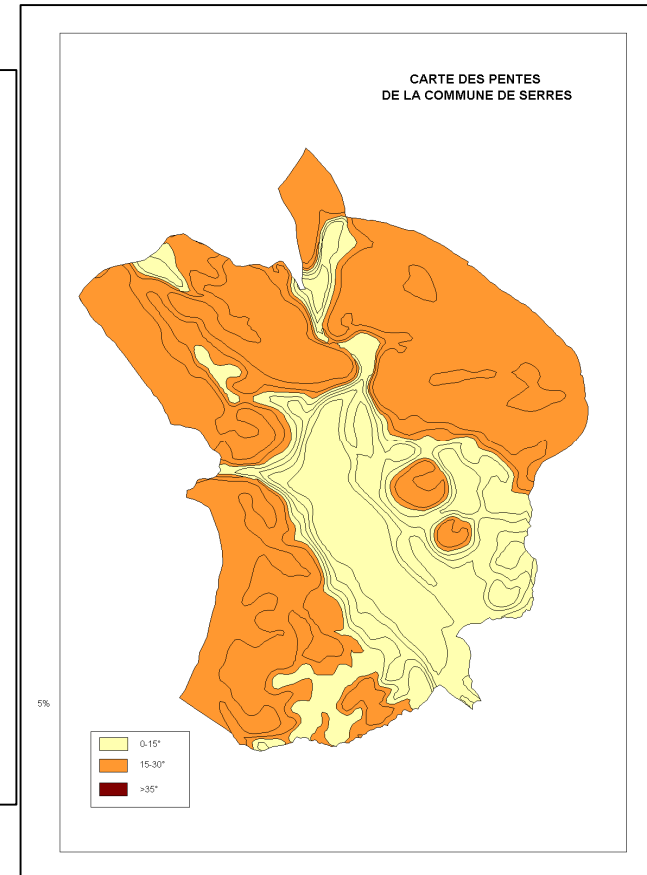 CARTE DES PENTES
DE LA COMMUNE DE SERRES
5%
0-15°
15-30°
>35°